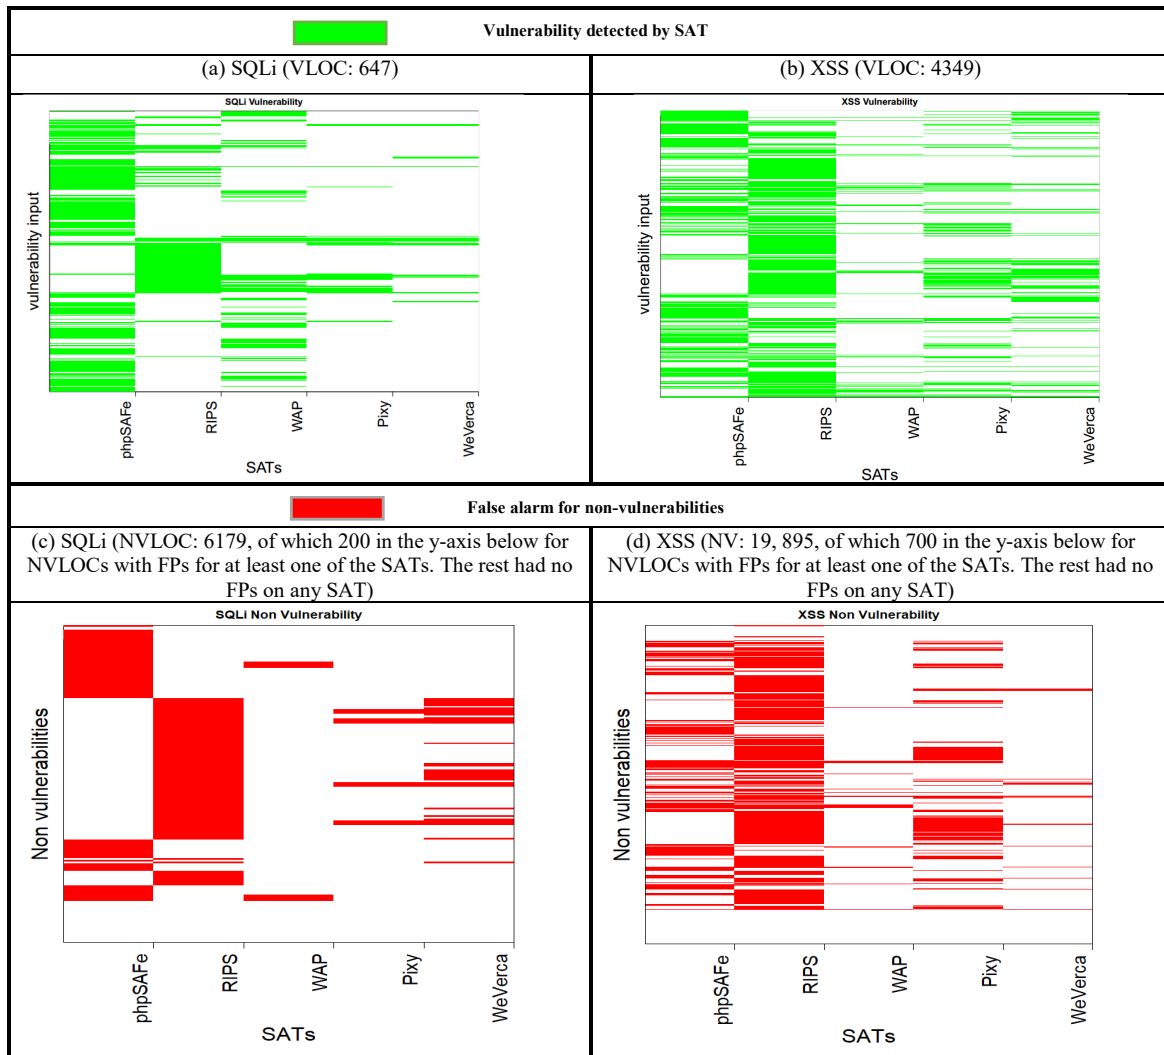 Vulnerability detected by SAT
(a) SQLi (VLOC: 647)
(b) XSS (VLOC: 4349)
SQLi Vulnerability
vulnerability input
phpSAFe
RIPS
WAP
Pixy
WeVerca
SATs
XSS Vulnerability
vulnerability input
phpSAFe
RIPS
WAP
Pixy
WeVerca
SATs
False alarm for non-vulnerabilities
(c) SQLi (NVLOC: 6179, of which 200 in the y-axis below for
NVLOCs with FPs for at least one of the SATs. The rest had no
FPs on any SAT)
(d) XSS (NV: 19, 895, of which 700 in the y-axis below for
NVLOCs with FPs for at least one of the SATs. The rest had no
FPs on any SAT)
SQLi Non Vulnerability
Non vulnerabilities
phpSAFe
RIPS
WAP
Pixy
WeVerca
SATs
XSS Non Vulnerability
Non vulnerabilities
phpSAFe
RIPS
WAP
Pixy
WeVerca
SATs